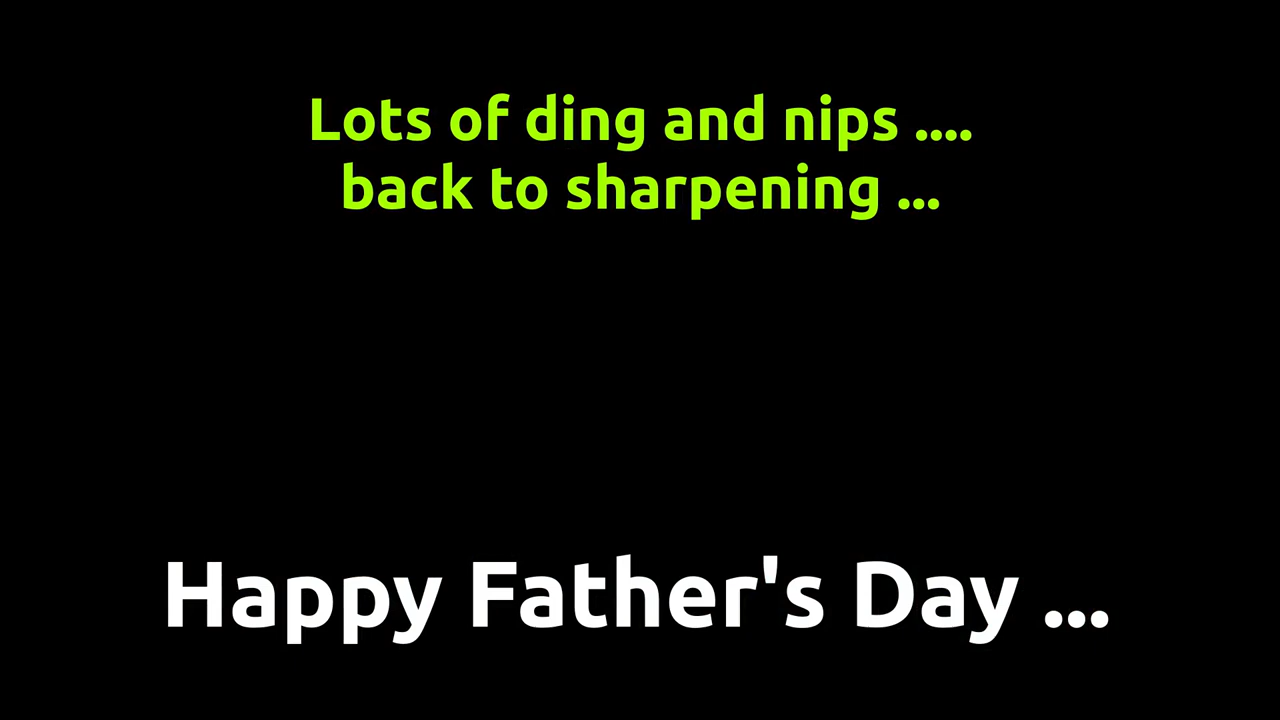 Lots of ding and nips ....
back to sharpening ...
Happy Father's Day ...